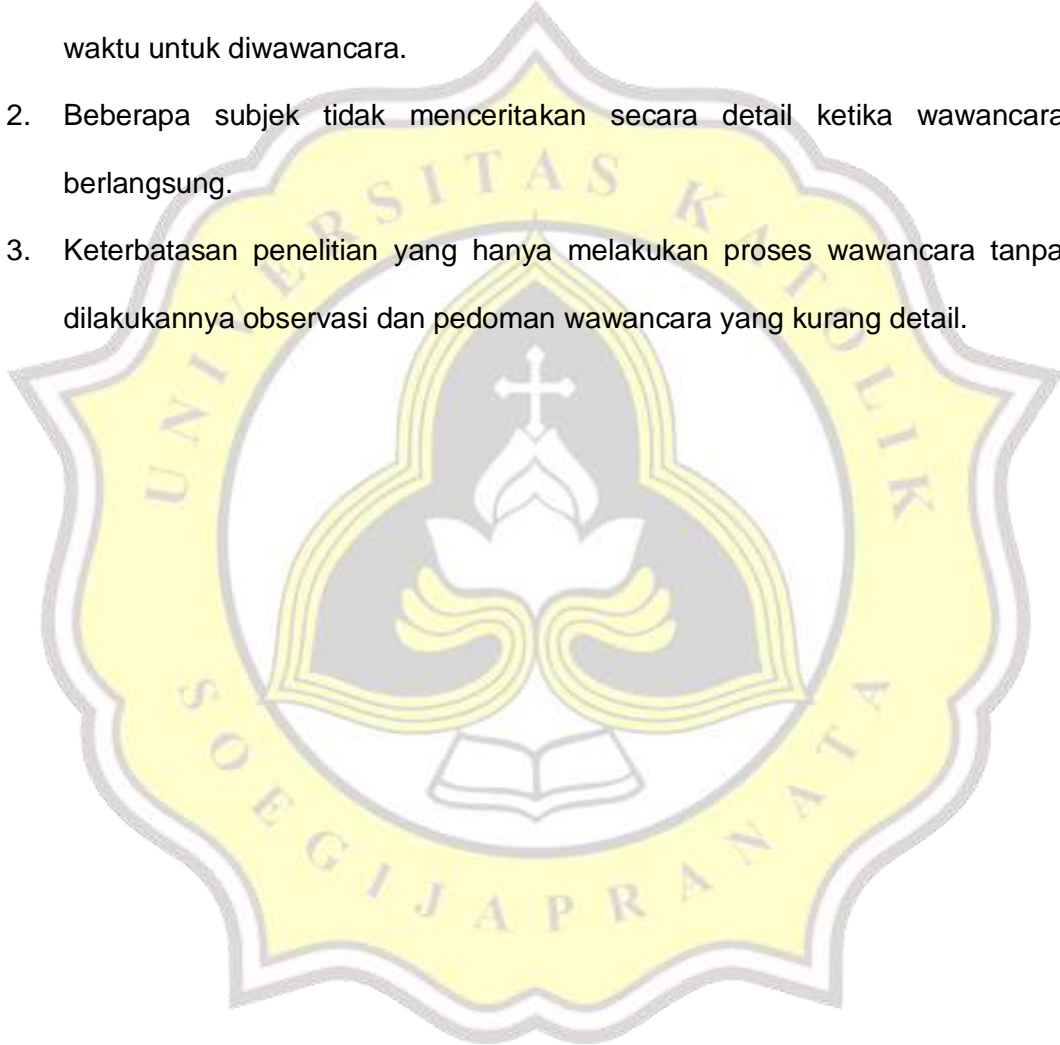 waktu untuk diwawancara.
2. Beberapa subjek tidak menceritakan secara detail ketika wawancara
berlangsung.
3. Keterbatasan penelitian yang hanya melakukan proses wawancara tanpa
dilakukannya observasi dan pedoman wawancara yang kurang detail.
UNIVERSITAS KATOLIK
SOEGIJAPRANATA